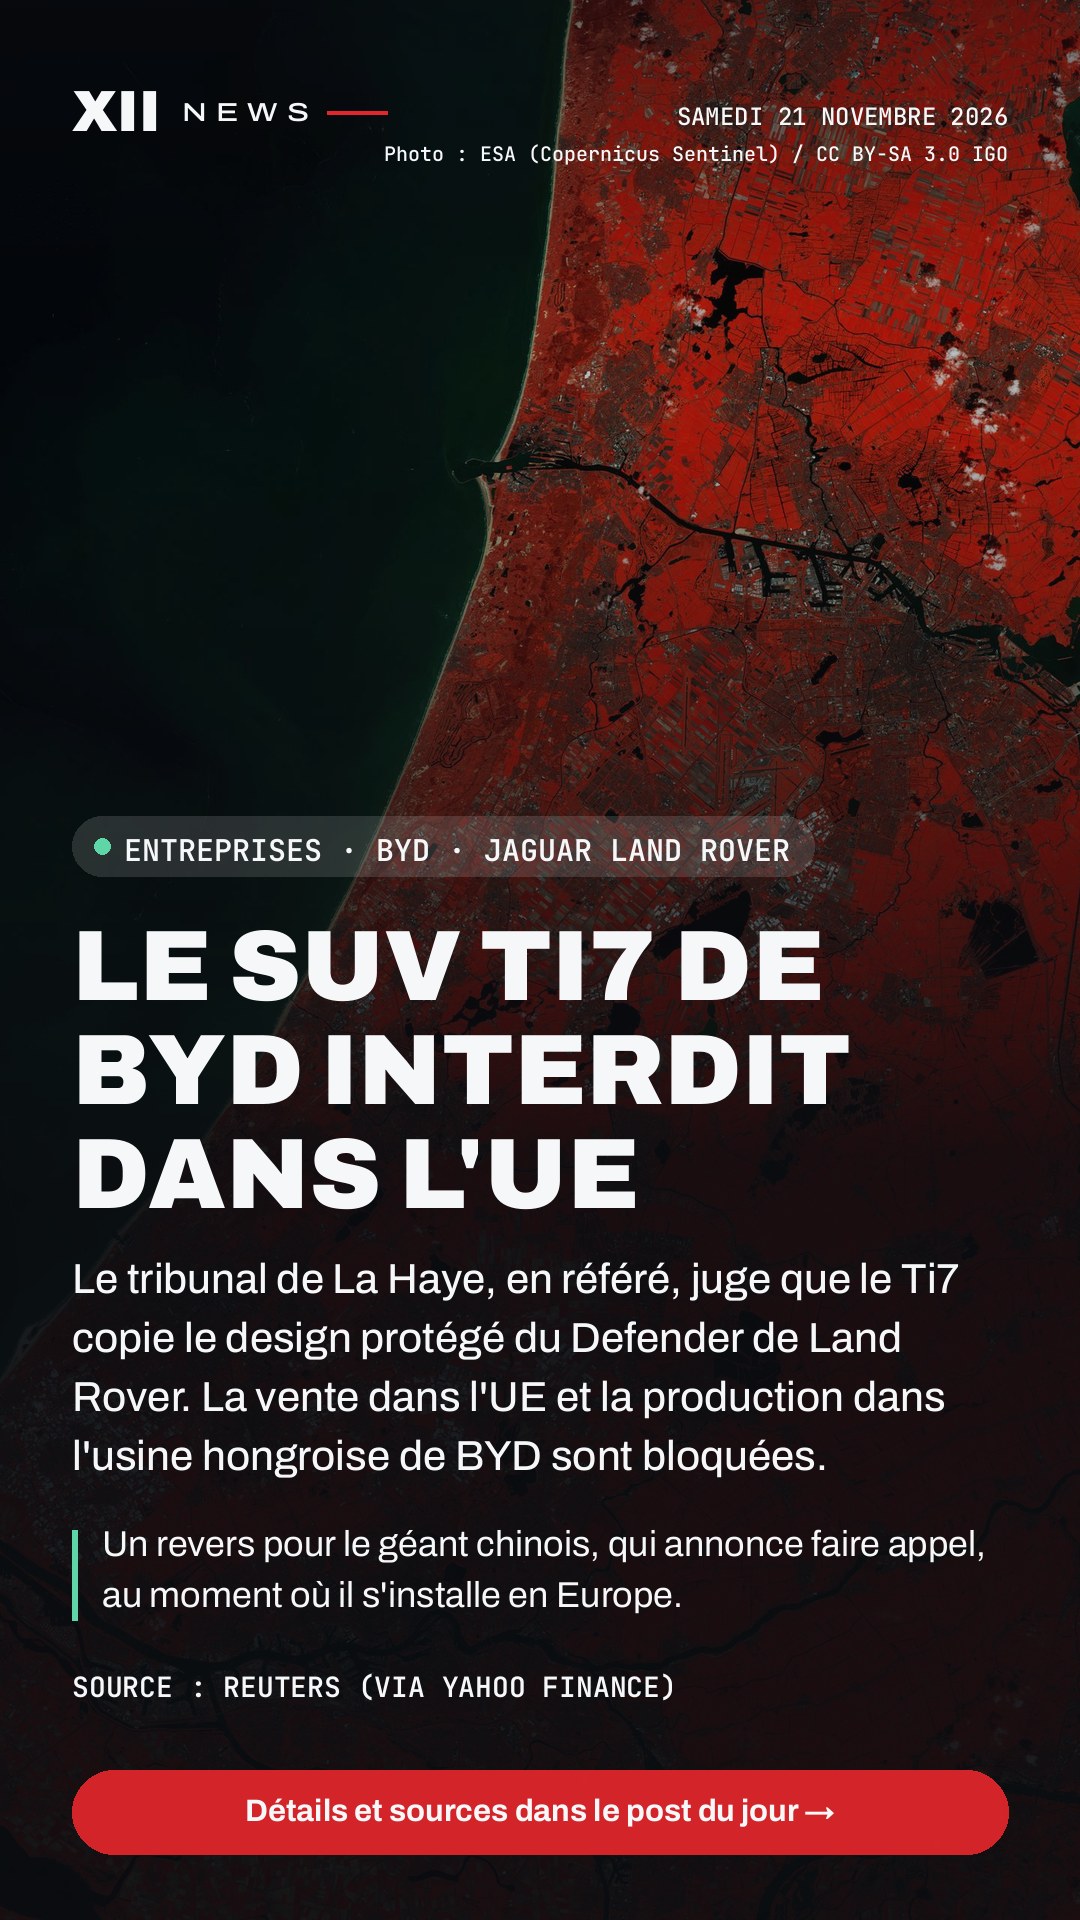 XII NEWS
SAMEDI 21 NOVEMBRE 2026
Photo : ESA (Copernicus Sentinel) / CC BY-SA 3.0 IGO
ENTREPRISES · BYD · JAGUAR LAND ROVER
LE SUV TI7 DE
BYD INTERDIT
DANS L'UE
Le tribunal de La Haye, en référé, juge que le Ti7
copie le design protégé du Defender de Land
Rover. La vente dans l'UE et la production dans
l'usine hongroise de BYD sont bloquées.
Un revers pour le géant chinois, qui annonce faire appel,
au moment où il s'installe en Europe.
SOURCE : REUTERS (VIA YAHOO FINANCE)
Détails et sources dans le post du jour →